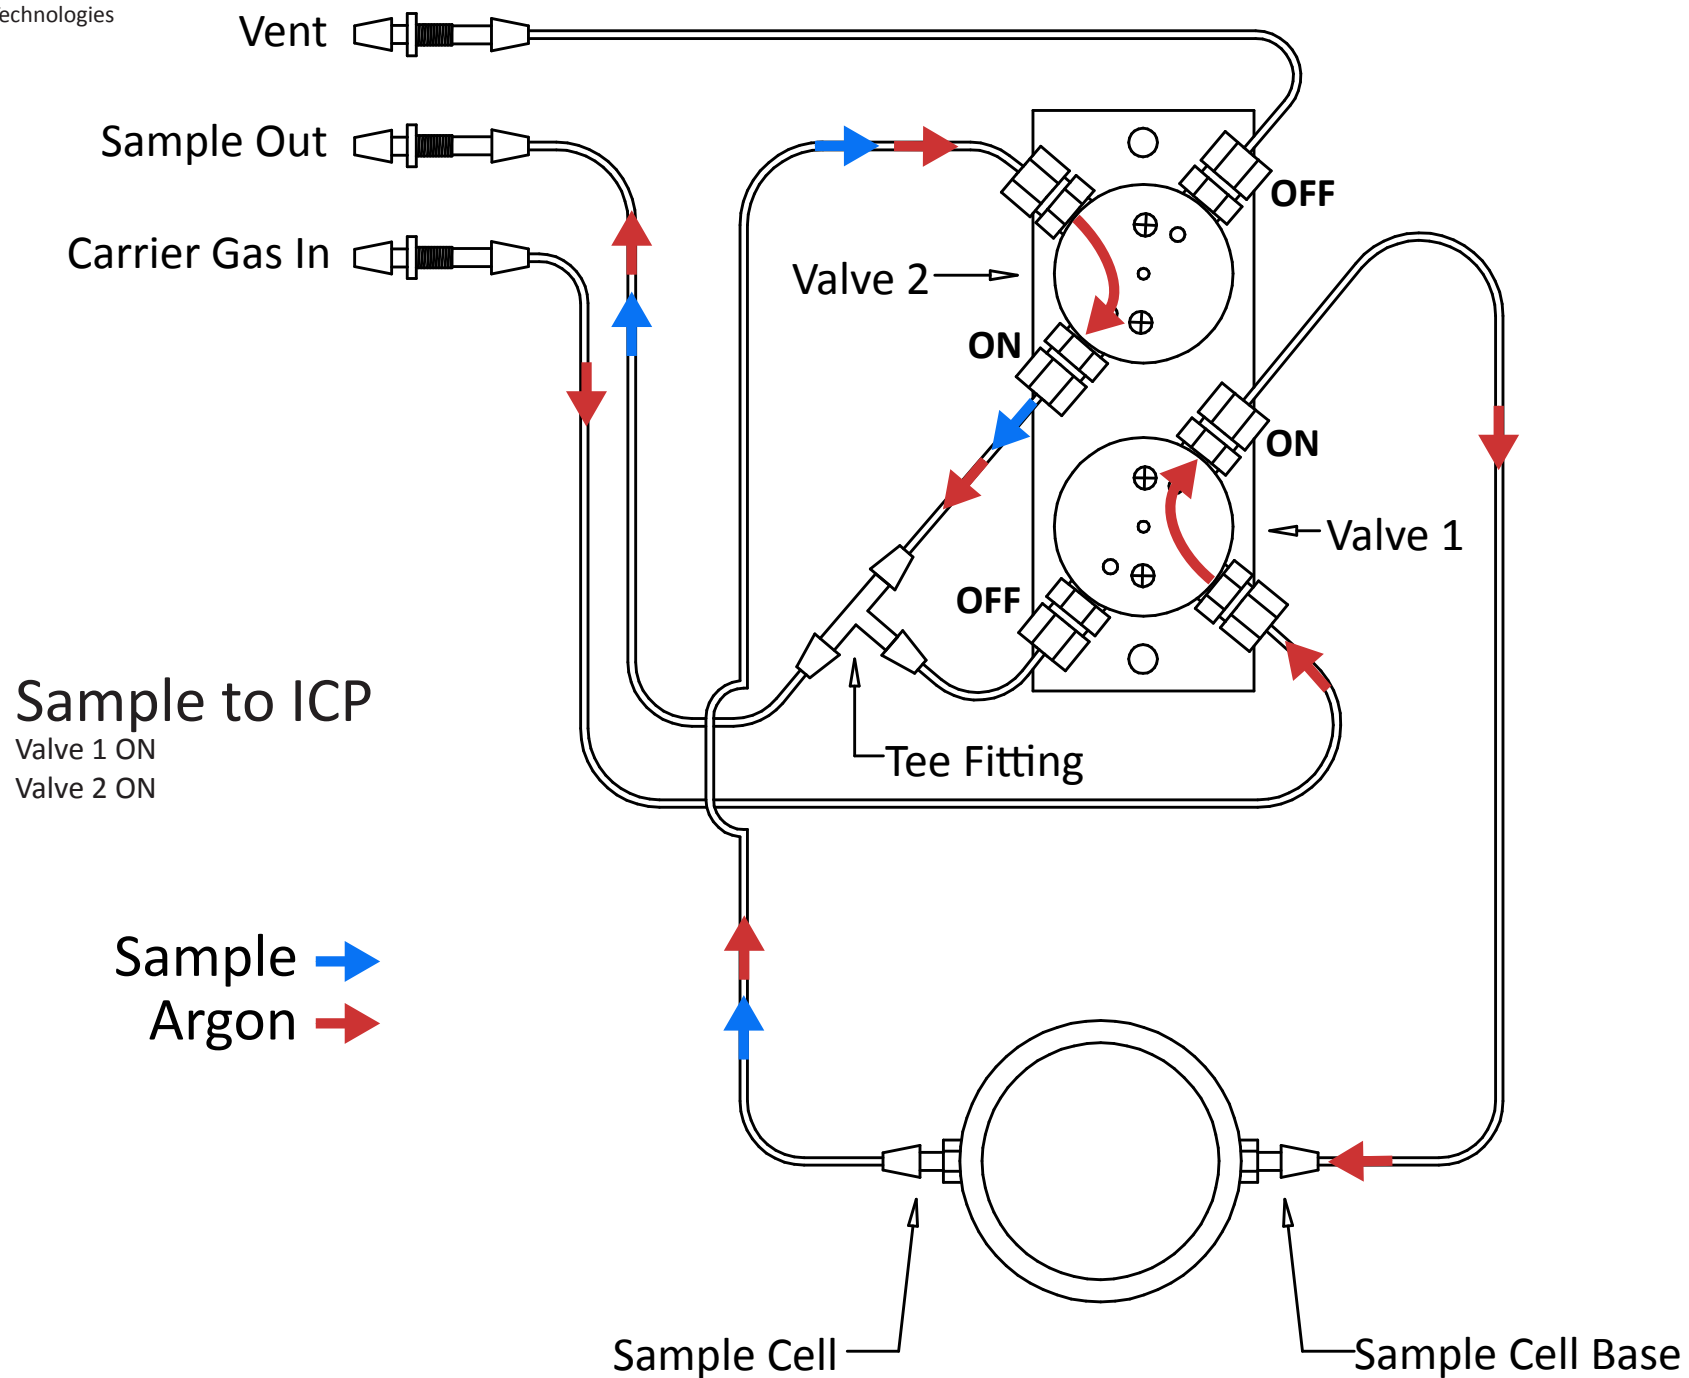 Vent
Sample Out
Carrier Gas In
OFF
Valve 2
ON
ON
Valve 1
OFF
Sample to ICP
Valve 1 ON
Valve 2 ON
Tee Fitting
Sample
Argon
Sample Cell
Sample Cell Base